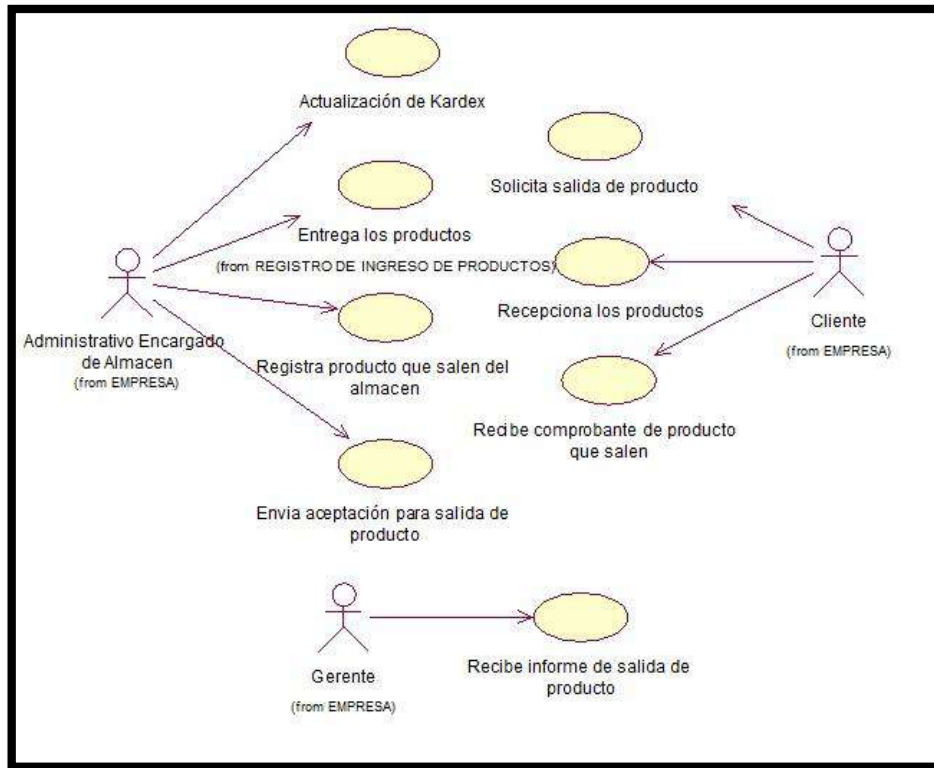 Actualización de Kardex
Solicita salida de producto
Entrega los productos
(from REGISTRO DE INGRESO DE PRODUCTOS)
Recepciona los productos
Administrativo Encargado
de Almacen
(from EMPRESA)
Cliente
(from EMPRESA)
Registra producto que salen del
almacen
Recibe comprobante de producto
que salen
Envia aceptación para salida de
producto
Gerente
(from EMPRESA)
Recibe informe de salida de
producto